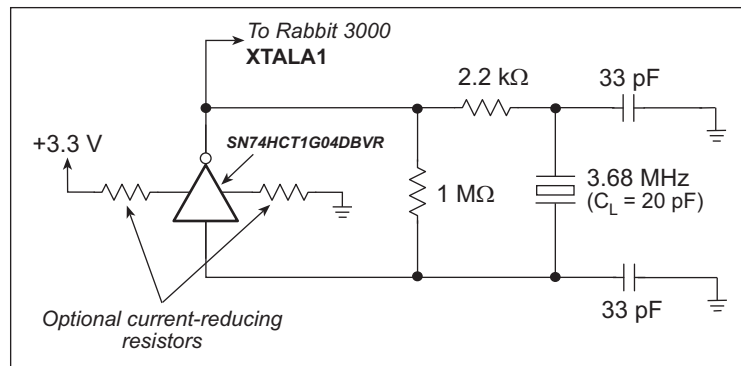 To Rabbit 3000
XTALA1
2.2 kΩ
33 pF
+3.3 V
SN74HCT1G04DBVR
1 MΩ
3.68 MHz
(C_L = 20 pF)
Optional current-reducing
resistors
33 pF